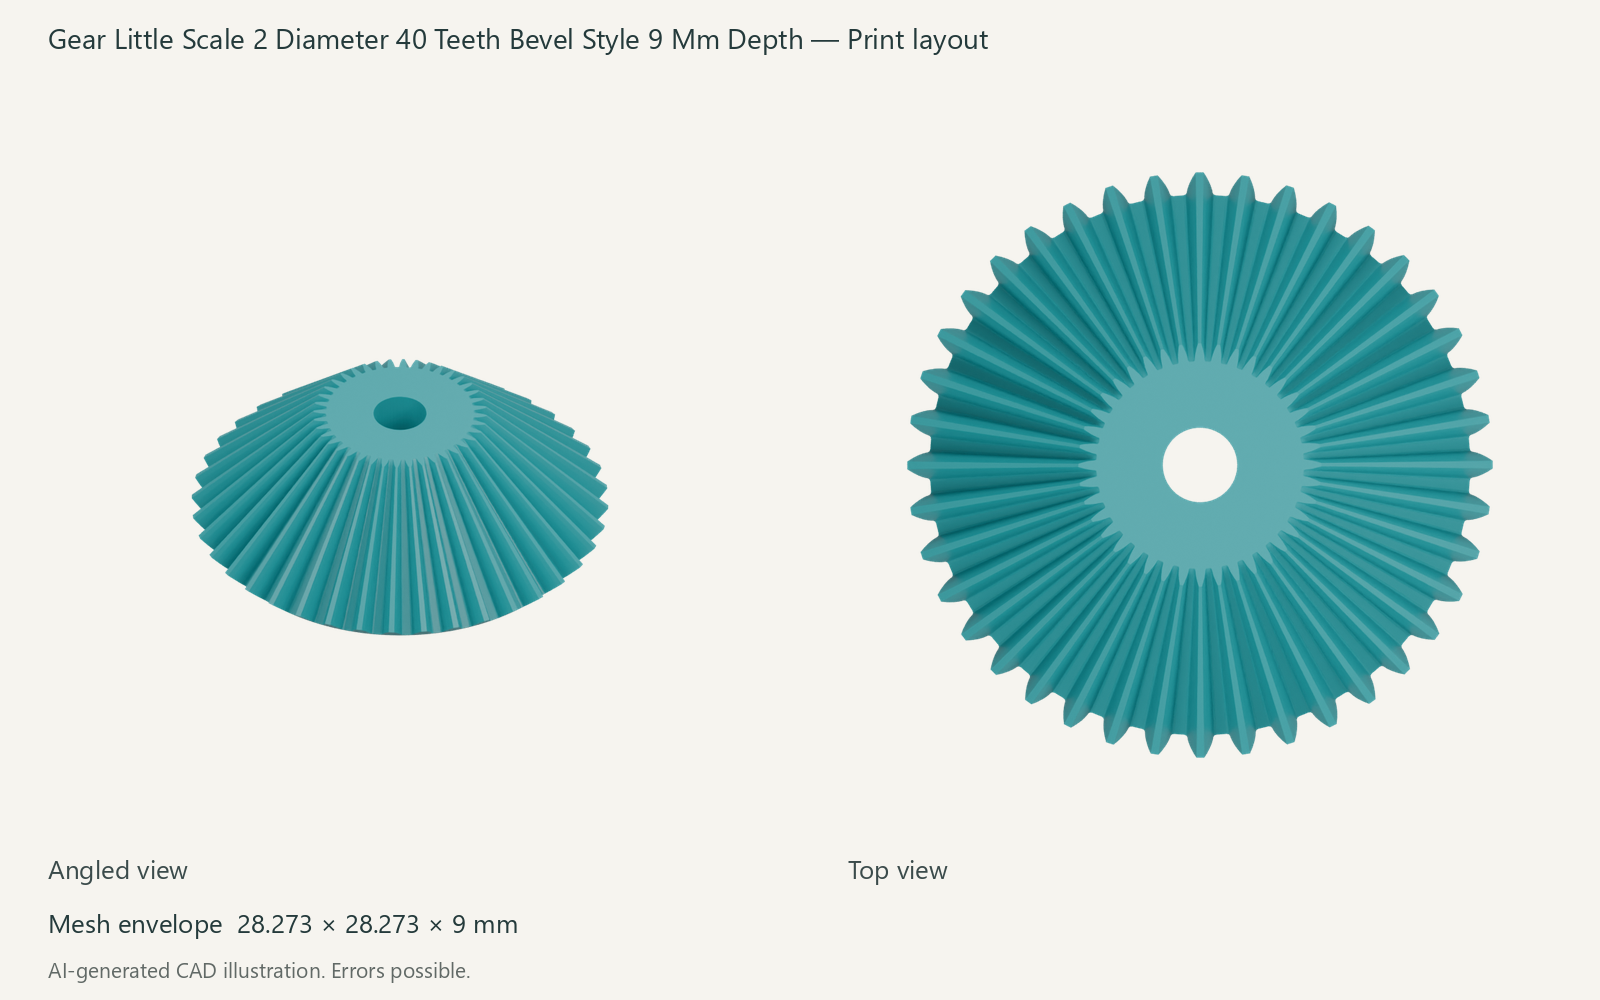 Gear Little Scale 2 Diameter 40 Teeth Bevel Style 9 Mm Depth — Print layout
Angled view
Top view
Mesh envelope 28.273 × 28.273 × 9 mm
AI-generated CAD illustration. Errors possible.